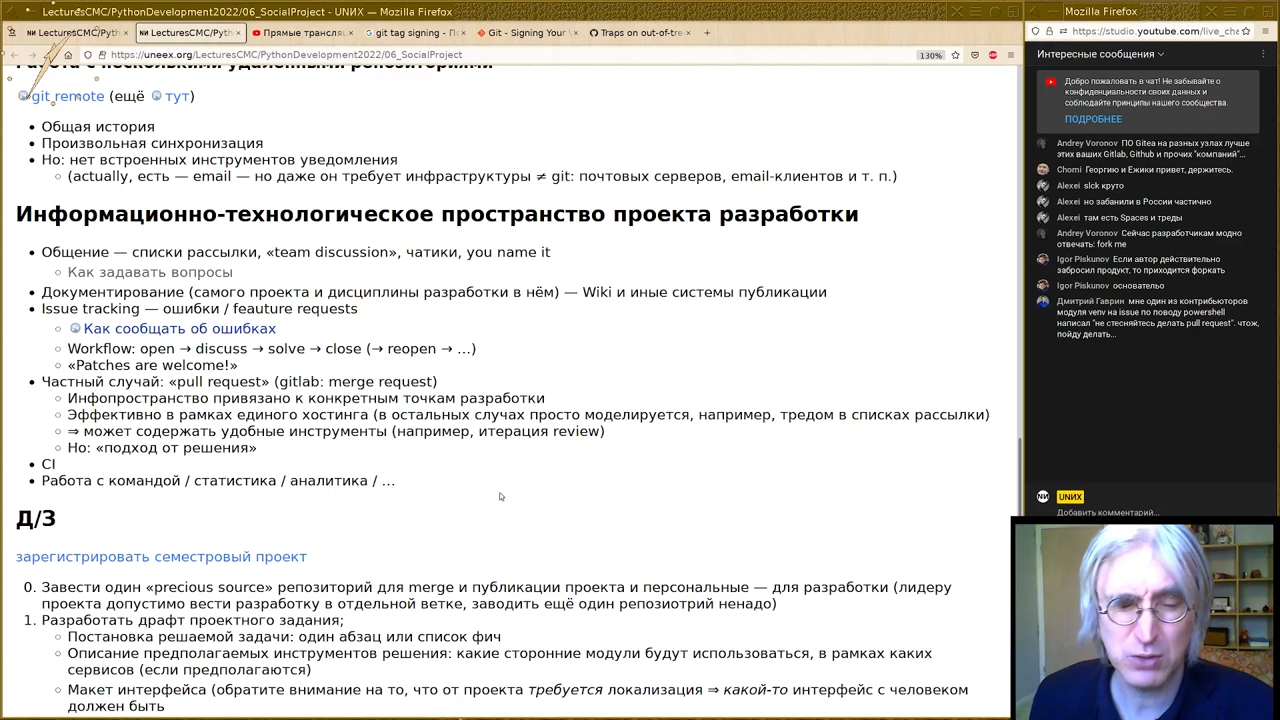 LecturesCMC/PythonDevelopment2022/06_SocialProject - UNИX — Mozilla Firefox
LecturesCMC/Pyth
LecturesCMC/Pyth
Прямые трансля
git tag signing - По
Git - Signing Your W
Traps on out-of-tre
https://uneex.org/LecturesCMC/PythonDevelopment2022/06_SocialProject
130%
Работа с несколькими удалёнными репозиториями
git remote (ещё тут)
• Общая история
• Произвольная синхронизация
• Но: нет встроенных инструментов уведомления
◦ (actually, есть — email — но даже он требует инфраструктуры ≠ git: почтовых серверов, email-клиентов и т. п.)
Информационно-технологическое пространство проекта разработки
• Общение — списки рассылки, «team discussion», чатики, you name it
◦ Как задавать вопросы
• Документирование (самого проекта и дисциплины разработки в нём) — Wiki и иные системы публикации
• Issue tracking — ошибки / feauture requests
◦ Как сообщать об ошибках
◦ Workflow: open → discuss → solve → close (→ reopen → …)
◦ «Patches are welcome!»
• Частный случай: «pull request» (gitlab: merge request)
◦ Инфопространство привязано к конкретным точкам разработки
◦ Эффективно в рамках единого хостинга (в остальных случах просто моделируется, например, тредом в списках рассылки)
◦ ⇒ может содержать удобные инструменты (например, итерация review)
◦ Но: «подход от решения»
• CI
• Работа с командой / статистика / аналитика / …
Д/З
зарегистрировать семестровый проект
0. Завести один «precious source» репозиторий для merge и публикации проекта и персональные — для разработки (лидеру
проекта допустимо вести разработку в отдельной ветке, заводить ещё один репозиотрий ненадо)
1. Разработать драфт проектного задания;
◦ Постановка решаемой задачи: один абзац или список фич
◦ Описание предполагаемых инструментов решения: какие сторонние модули будут использоваться, в рамках каких
сервисов (если предполагаются)
◦ Макет интерфейса (обратите внимание на то, что от проекта требуется локализация ⇒ какой-то интерфейс с человеком
должен быть
Mozilla Firefox
https://studio.youtube.com/live_cha
Интересные сообщения
Добро пожаловать в чат! Не забывайте о
конфиденциальности своих данных и
соблюдайте принципы нашего сообщества.
ПОДРОБНЕЕ
Andrey Voronov ПО Gitea на разных узлах лучше
этих ваших Gitlab, Github и прочих "компаний"...
Chomi Георгию и Ежики привет, держитесь.
Alexei slck круто
Alexei но забанили в России частично
Alexei там есть Spaces и треды
Andrey Voronov Сейчас разработчикам модно
отвечать: fork me
Igor Piskunov Если автор действительно
забросил продукт, то приходится форкать
Igor Piskunov основательо
Дмитрий Гаврин мне один из контрибьюторов
модуля venv на issue по поводу powershell
написал "не стесняйтесь делать pull request". чтож,
пойду делать...
UNИX
Добавить комментарий...